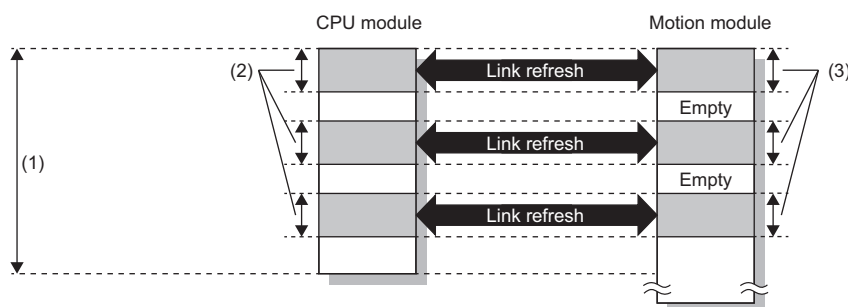 CPU module
Motion module
(2)
Link refresh
(3)
Empty
(1)
Link refresh
Empty
Link refresh